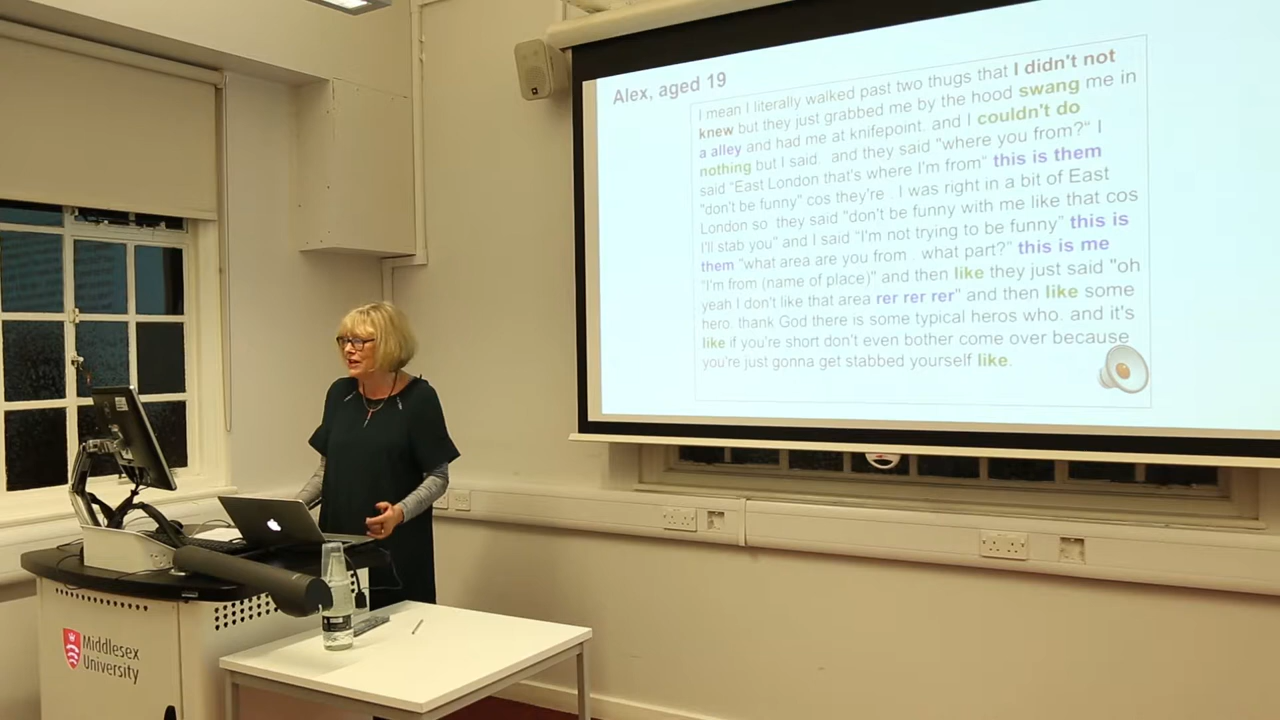 Alex, aged 19
I mean I literally walked past two thugs that I didn't not
knew but they just grabbed me by the hood swang me in
a alley and had me at knifepoint. and I couldn't do
nothing but I said. and they said "where you from?" I
said "East London that's where I'm from" this is them
"don't be funny" cos they're . I was right in a bit of East
London so they said "don't be funny with me like that cos
I'll stab you" and I said "I'm not trying to be funny" this is
them "what area are you from . what part?" this is me
"I'm from (name of place)" and then like they just said "oh
yeah I don't like that area rer rer rer" and then like some
hero. thank God there is some typical heros who. and it's
like if you're short don't even bother come over because
you're just gonna get stabbed yourself like.
Middlesex
University